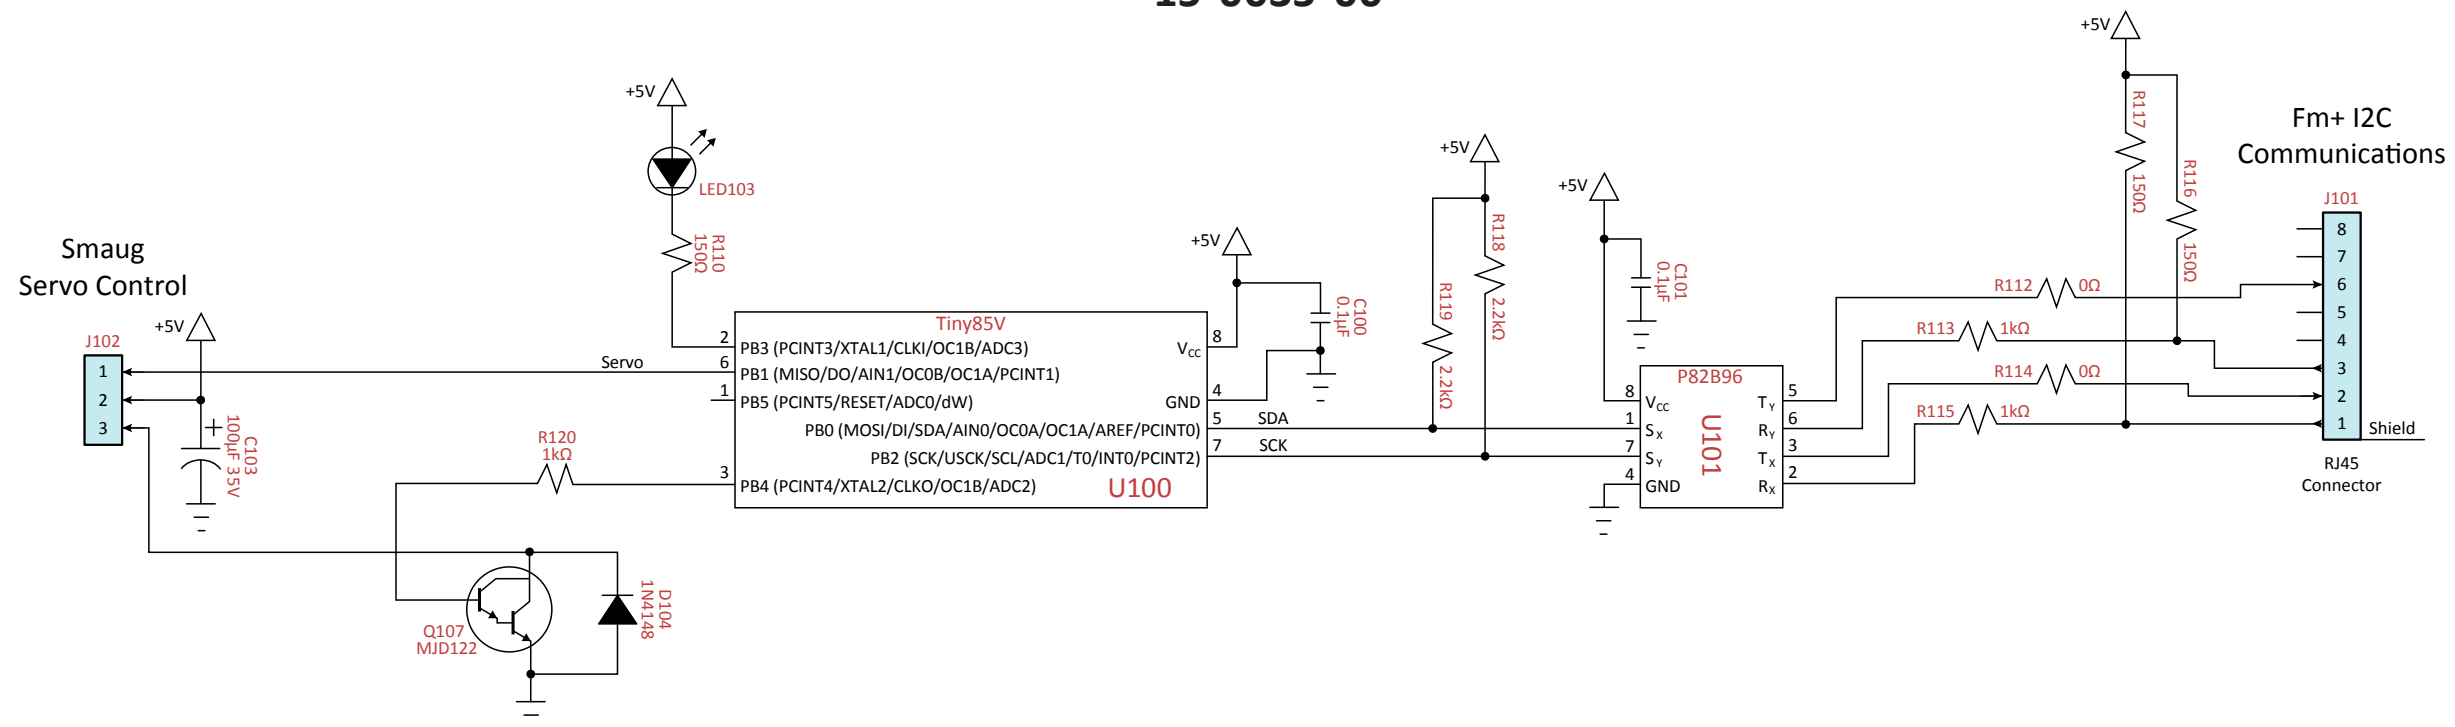 +5V
+5V
R117
150Ω
R116
150Ω
Fm+ I2C
Communications
J101
8
7
6
5
4
3
2
1
Shield
RJ45
Connector
+5V
LED103
R110
150Ω
+5V
R118
2.2kΩ
R119
2.2kΩ
+5V
C101
0.1µF
+5V
C100
0.1µF
Smaug
Servo Control
+5V
J102
1
2
3
C103
100µF 35V
+
Servo
Tiny85V
2 PB3 (PCINT3/XTAL1/CLKI/OC1B/ADC3)
6 PB1 (MISO/DO/AIN1/OC0B/OC1A/PCINT1)
1 PB5 (PCINT5/RESET/ADC0/dW)
PB0 (MOSI/DI/SDA/AIN0/OC0A/OC1A/AREF/PCINT0) 5 SDA
PB2 (SCK/USCK/SCL/ADC1/T0/INT0/PCINT2) 7 SCK
3 PB4 (PCINT4/XTAL2/CLKO/OC1B/ADC2)
VCC 8
GND 4
U100
R120
1kΩ
Q107
MJD122
D104
1N4148
P82B96
U101
8 VCC
1 SX
7 SY
4 GND
TY 5
RY 6
TX 3
RX 2
R112 0Ω
R113 1kΩ
R114 0Ω
R115 1kΩ